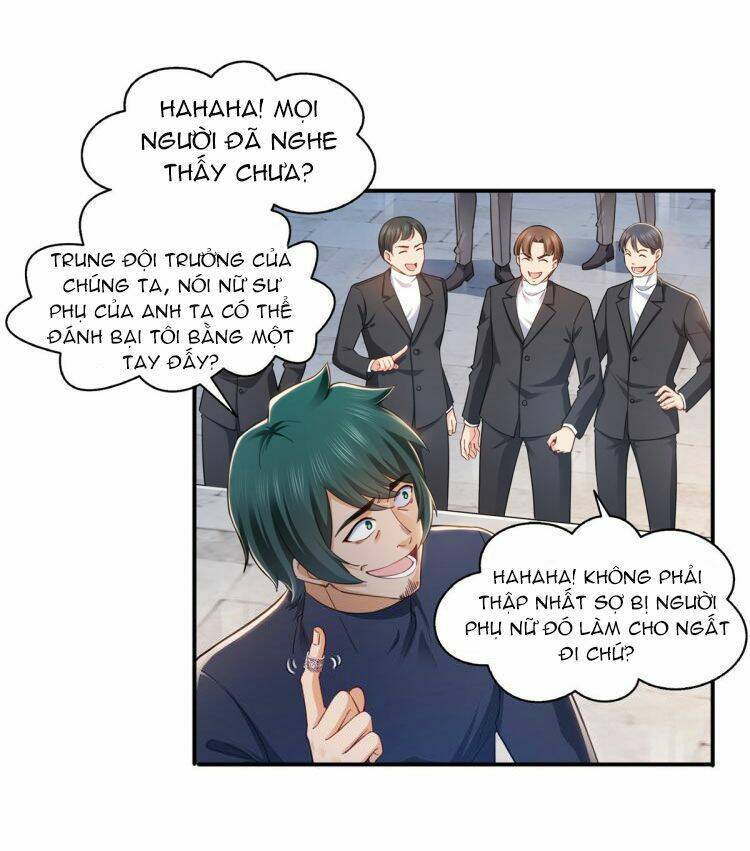 HAHAHA! MỌI
NGƯỜI ĐÃ NGHE
THẤY CHƯA?
TRUNG ĐỘI TRƯỞNG CỦA
CHÚNG TA, NÓI NỮ SƯ
PHỤ CỦA ANH TA CÓ THỂ
ĐÁNH BẠI TÔI BẰNG MỘT
TAY ĐẤY?
HAHAHA! KHÔNG PHẢI
THẬP NHẤT SỢ BỊ NGƯỜI
PHỤ NỮ ĐÓ LÀM CHO NGẤT
ĐI CHỨ?